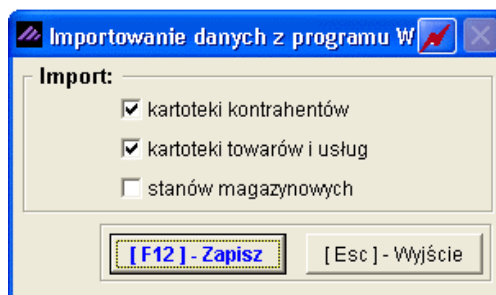 Importowanie danych z programu W
Import:
kartoteki kontrahentów
kartoteki towarów i usług
stanów magazynowych
[ F12 ] - Zapisz [ Esc ] - Wyjście